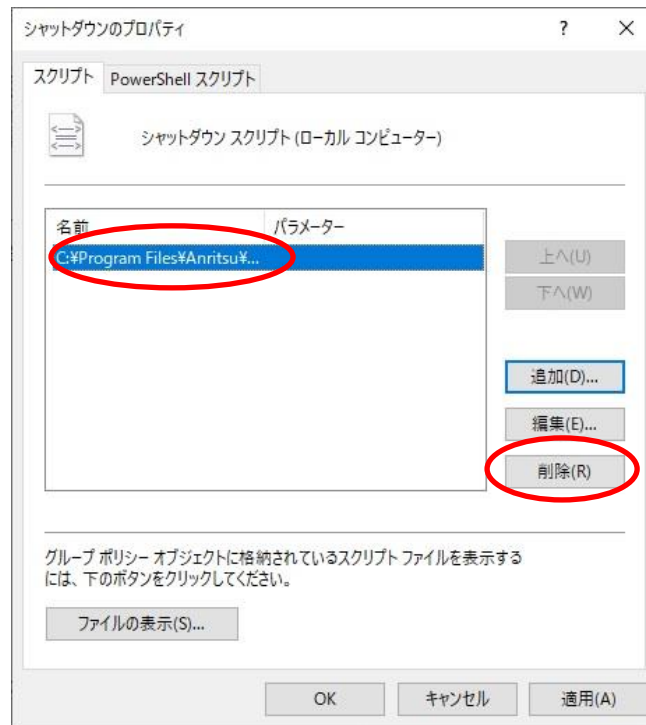 シャットダウンのプロパティ
? ×
スクリプト PowerShell スクリプト
シャットダウン スクリプト (ローカル コンピューター)
名前 パラメーター
C:¥Program Files¥Anritsu¥...
上へ(U)
下へ(W)
追加(D)...
編集(E)...
削除(R)
グループ ポリシー オブジェクトに格納されているスクリプト ファイルを表示する
には、下のボタンをクリックしてください。
ファイルの表示(S)...
OK キャンセル 適用(A)